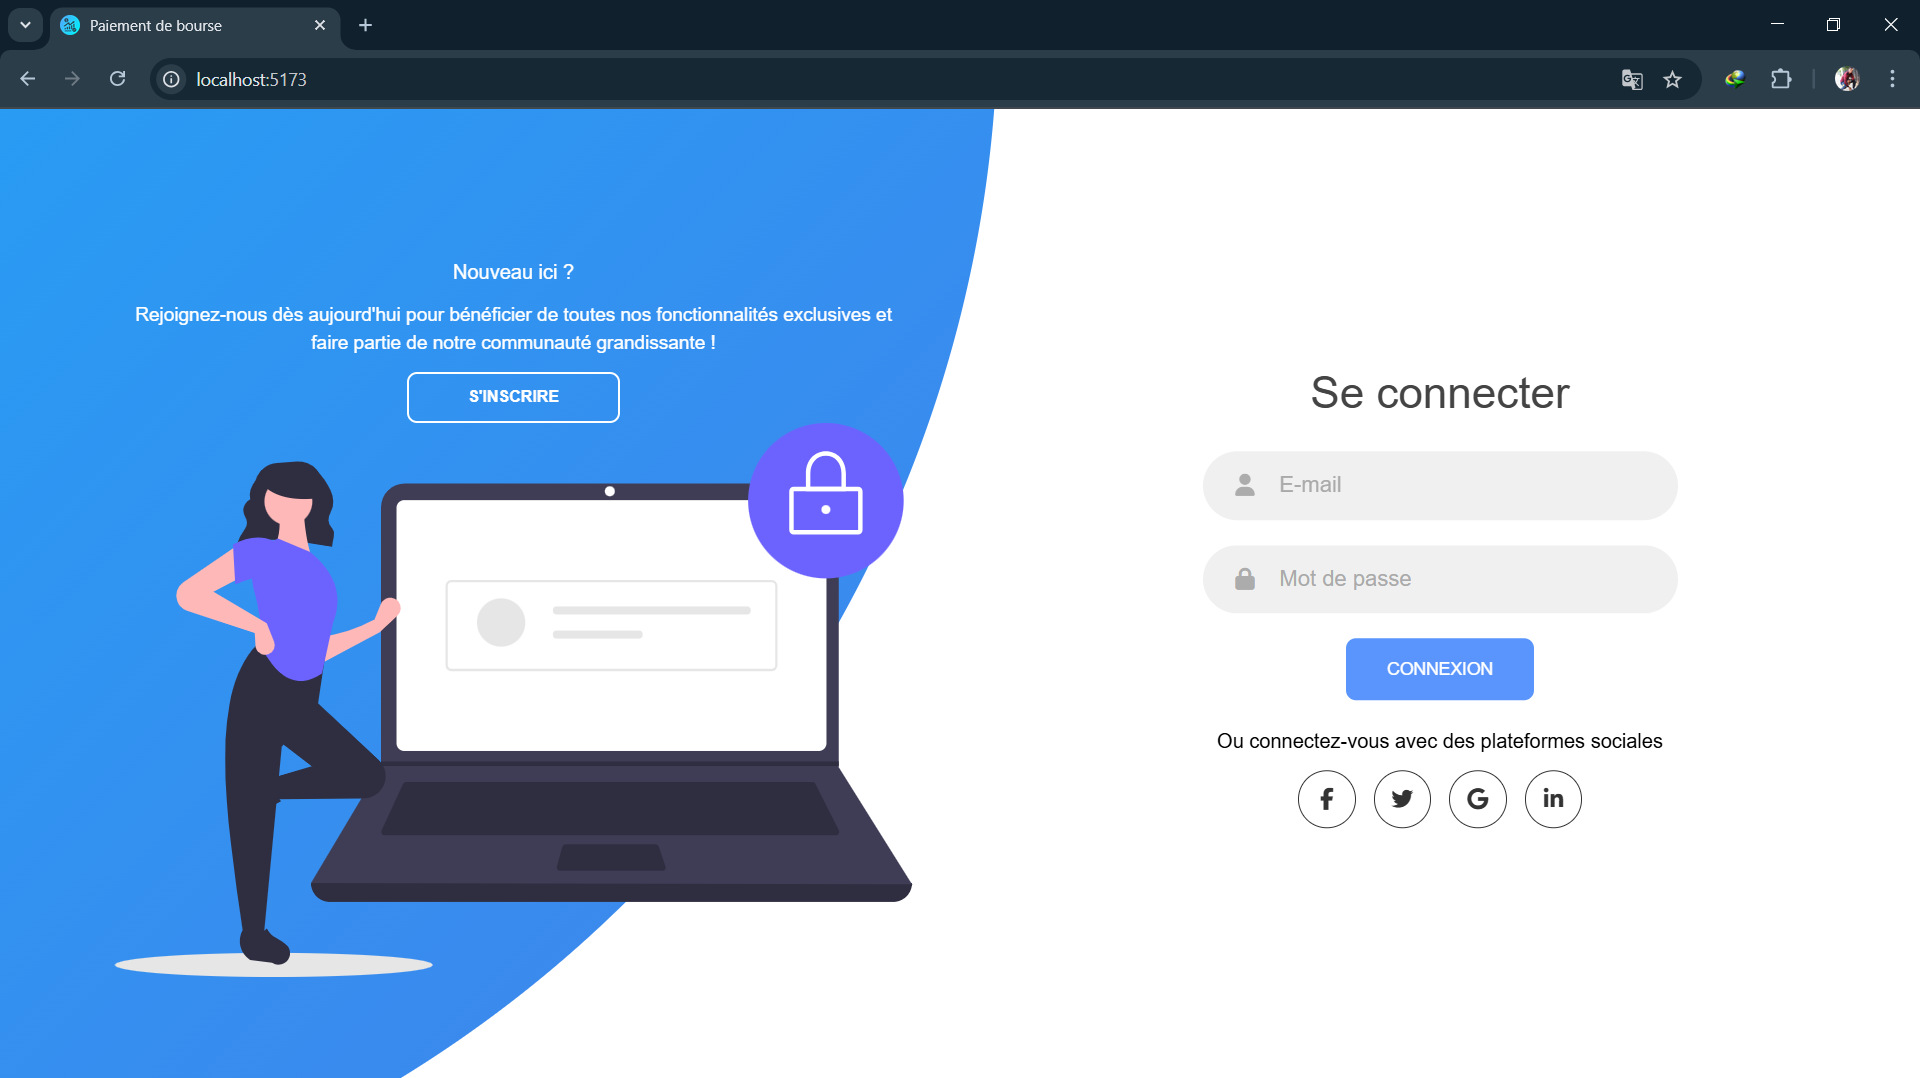 Paiement de bourse
localhost:5173
Nouveau ici ?
Rejoignez-nous dès aujourd'hui pour bénéficier de toutes nos fonctionnalités exclusives et
faire partie de notre communauté grandissante !
S'INSCRIRE
Se connecter
E-mail
Mot de passe
CONNEXION
Ou connectez-vous avec des plateformes sociales